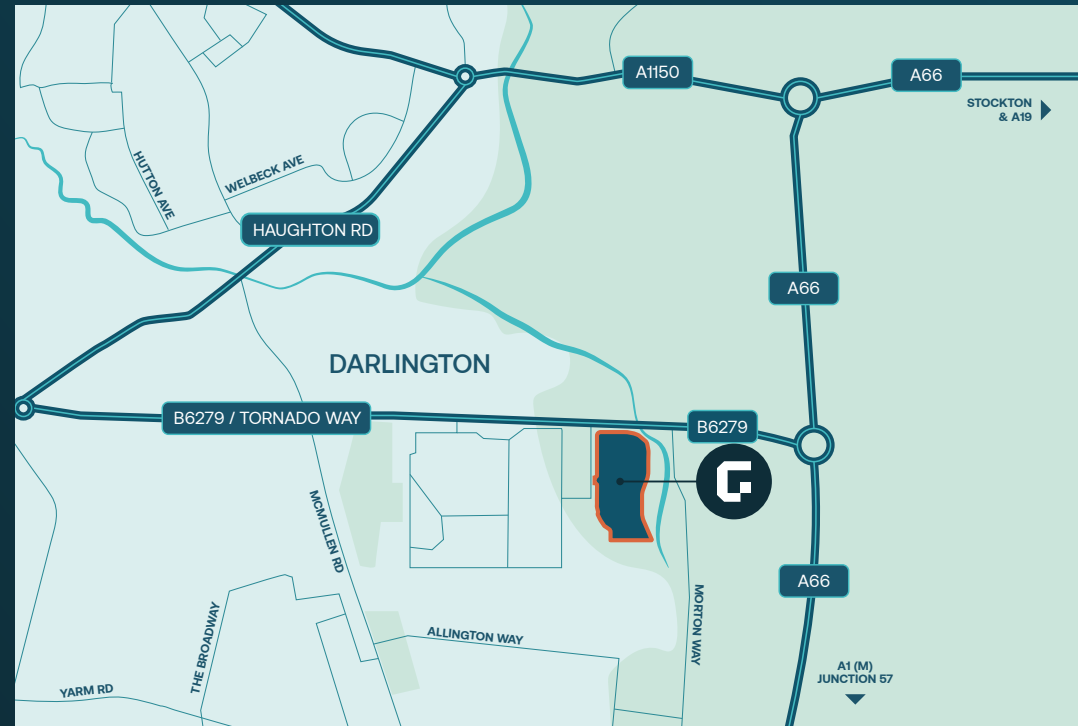 A1150
A66
STOCKTON
& A19
HUTTON AVE
WELBECK AVE
HAUGHTON RD
A66
DARLINGTON
B6279 / TORNADO WAY
B6279
G
MCMULLEN RD
A66
MORTON WAY
THE BROADWAY
ALLINGTON WAY
A1 (M)
JUNCTION 57
YARM RD